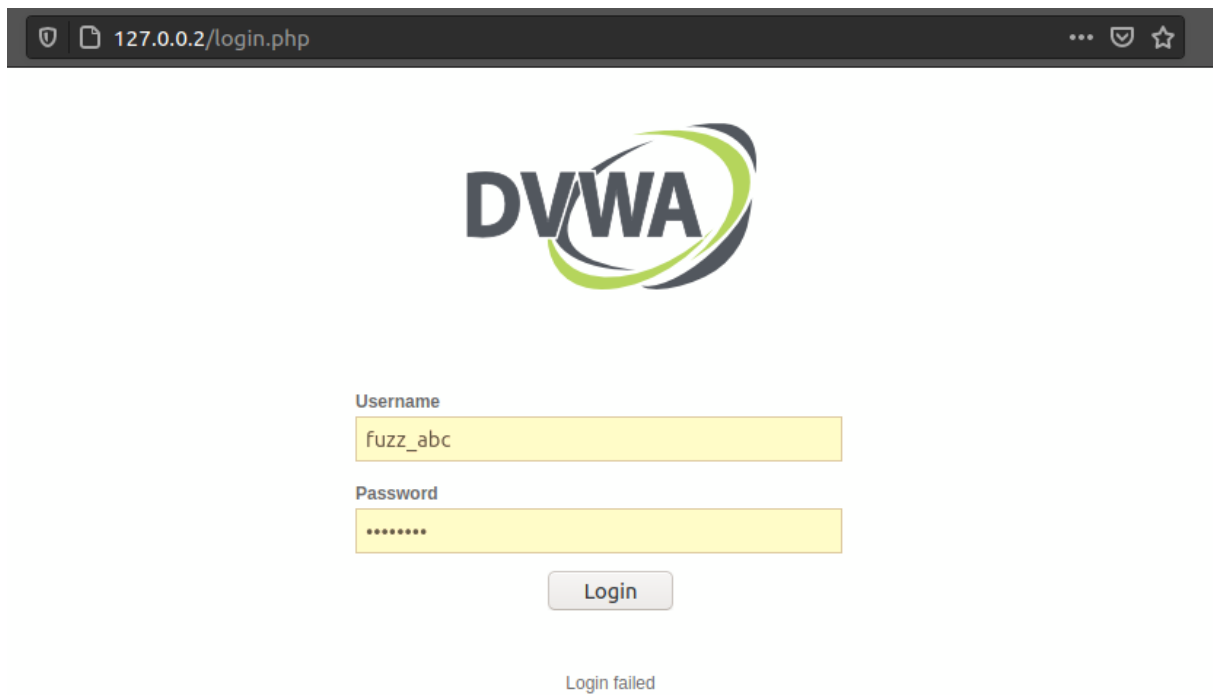 127.0.0.2/login.php
DVWA
Username
fuzz_abc
Password
••••••••
Login
Login failed